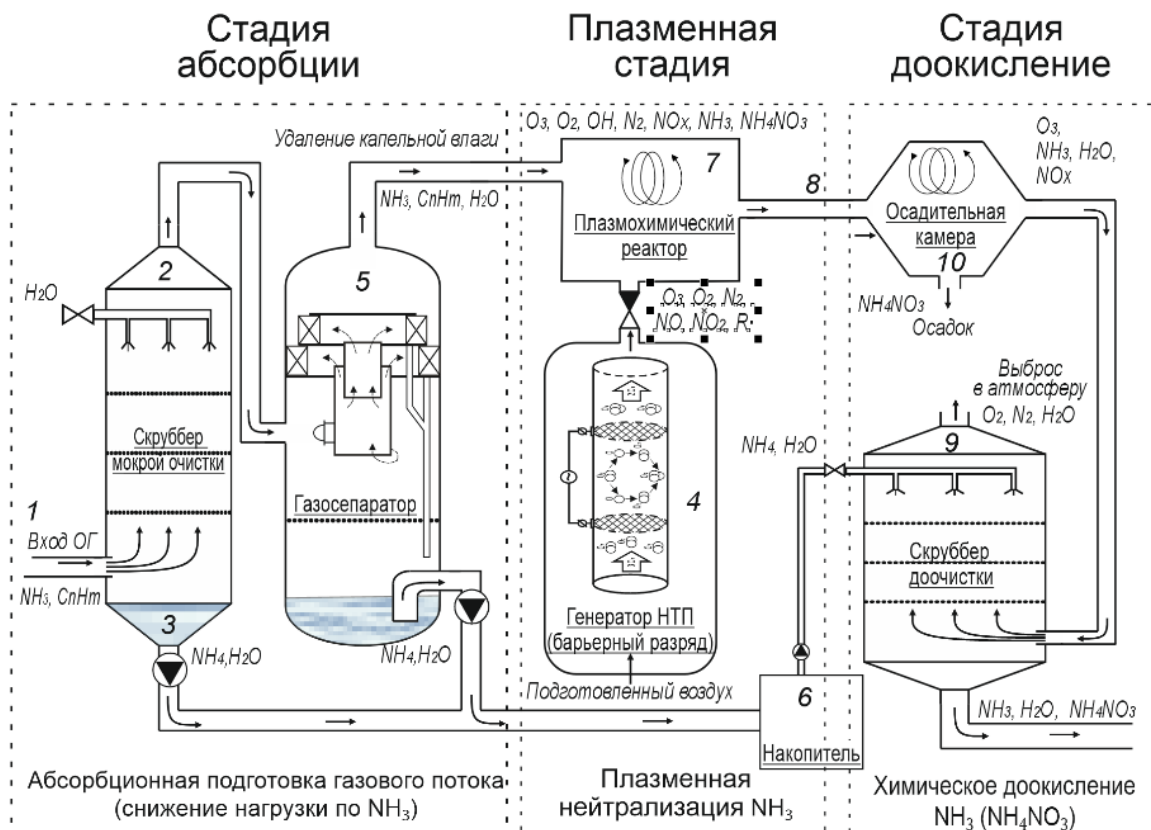 Стадия
абсорбции
Плазменная
стадия
Стадия
доокисление
Удаление капельной влаги
O₃, O₂, OH, N₂, NOx, NH₃, NH₄NO₃
O₃,
NH₃, H₂O,
NOx
NH₃, CnHm, H₂O
7
Плазмохимический
реактор
8
Осадительная
камера
10
NH₄NO₃
Осадок
2
H₂O
5
O₃, O₂, N₂,
NO, NO₂, R·
Скруббер
мокрой очистки
Газосепаратор
1
Вход ОГ
NH₃, CnHm
3
NH₄,H₂O
NH₄,H₂O
4
Генератор НТП
(барьерный разряд)
Подготовленный воздух
NH₄, H₂O
6
Накопитель
Выброс
в атмосферу
O₂, N₂, H₂O
9
Скруббер
доочистки
NH₃, H₂O, NH₄NO₃
Абсорбционная подготовка газового потока
(снижение нагрузки по NH₃)
Плазменная
нейтрализация NH₃
Химическое доокисление
NH₃ (NH₄NO₃)